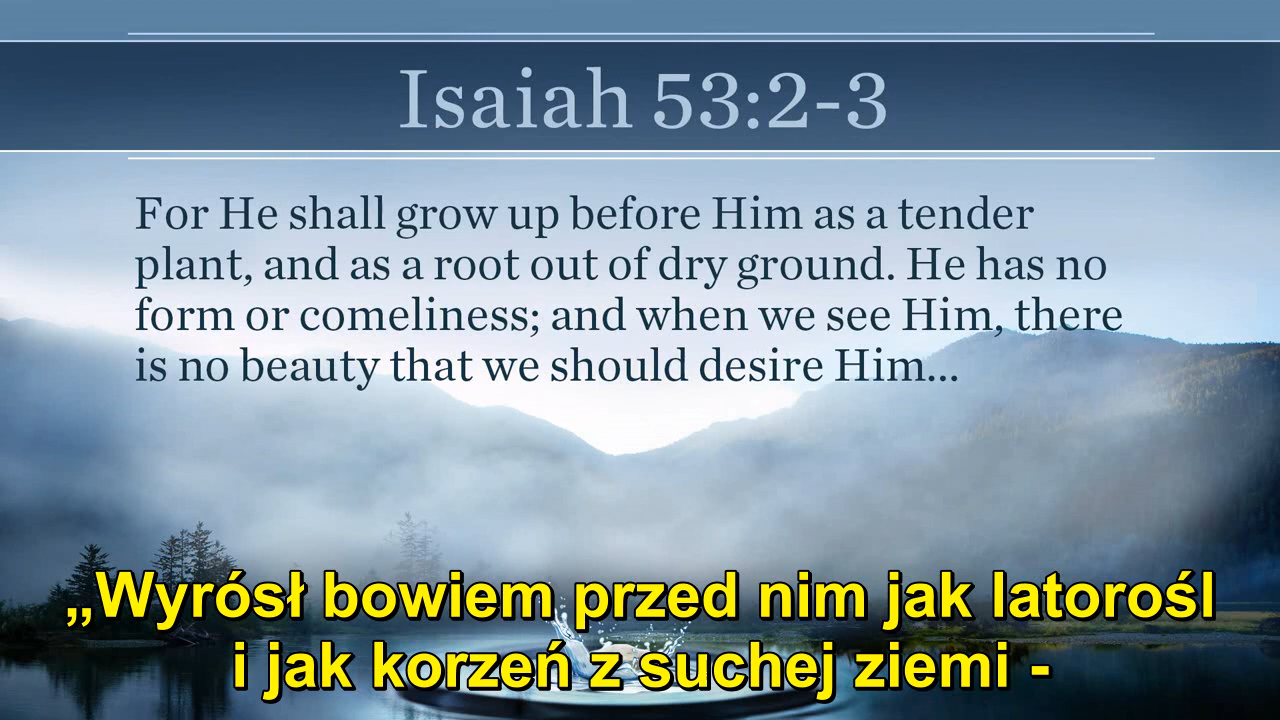 Isaiah 53:2-3
For He shall grow up before Him as a tender
plant, and as a root out of dry ground. He has no
form or comeliness; and when we see Him, there
is no beauty that we should desire Him...
„Wyrósł bowiem przed nim jak latorośl
i jak korzeń z suchej ziemi -